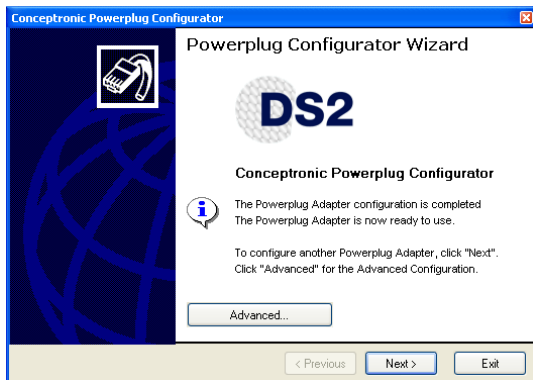 Conceptronic Powerplug Configurator
Powerplug Configurator Wizard
DS2
Conceptronic Powerplug Configurator
The Powerplug Adapter configuration is completed
The Powerplug Adapter is now ready to use.
To configure another Powerplug Adapter, click "Next".
Click "Advanced" for the Advanced Configuration.
Advanced...
< Previous
Next >
Exit